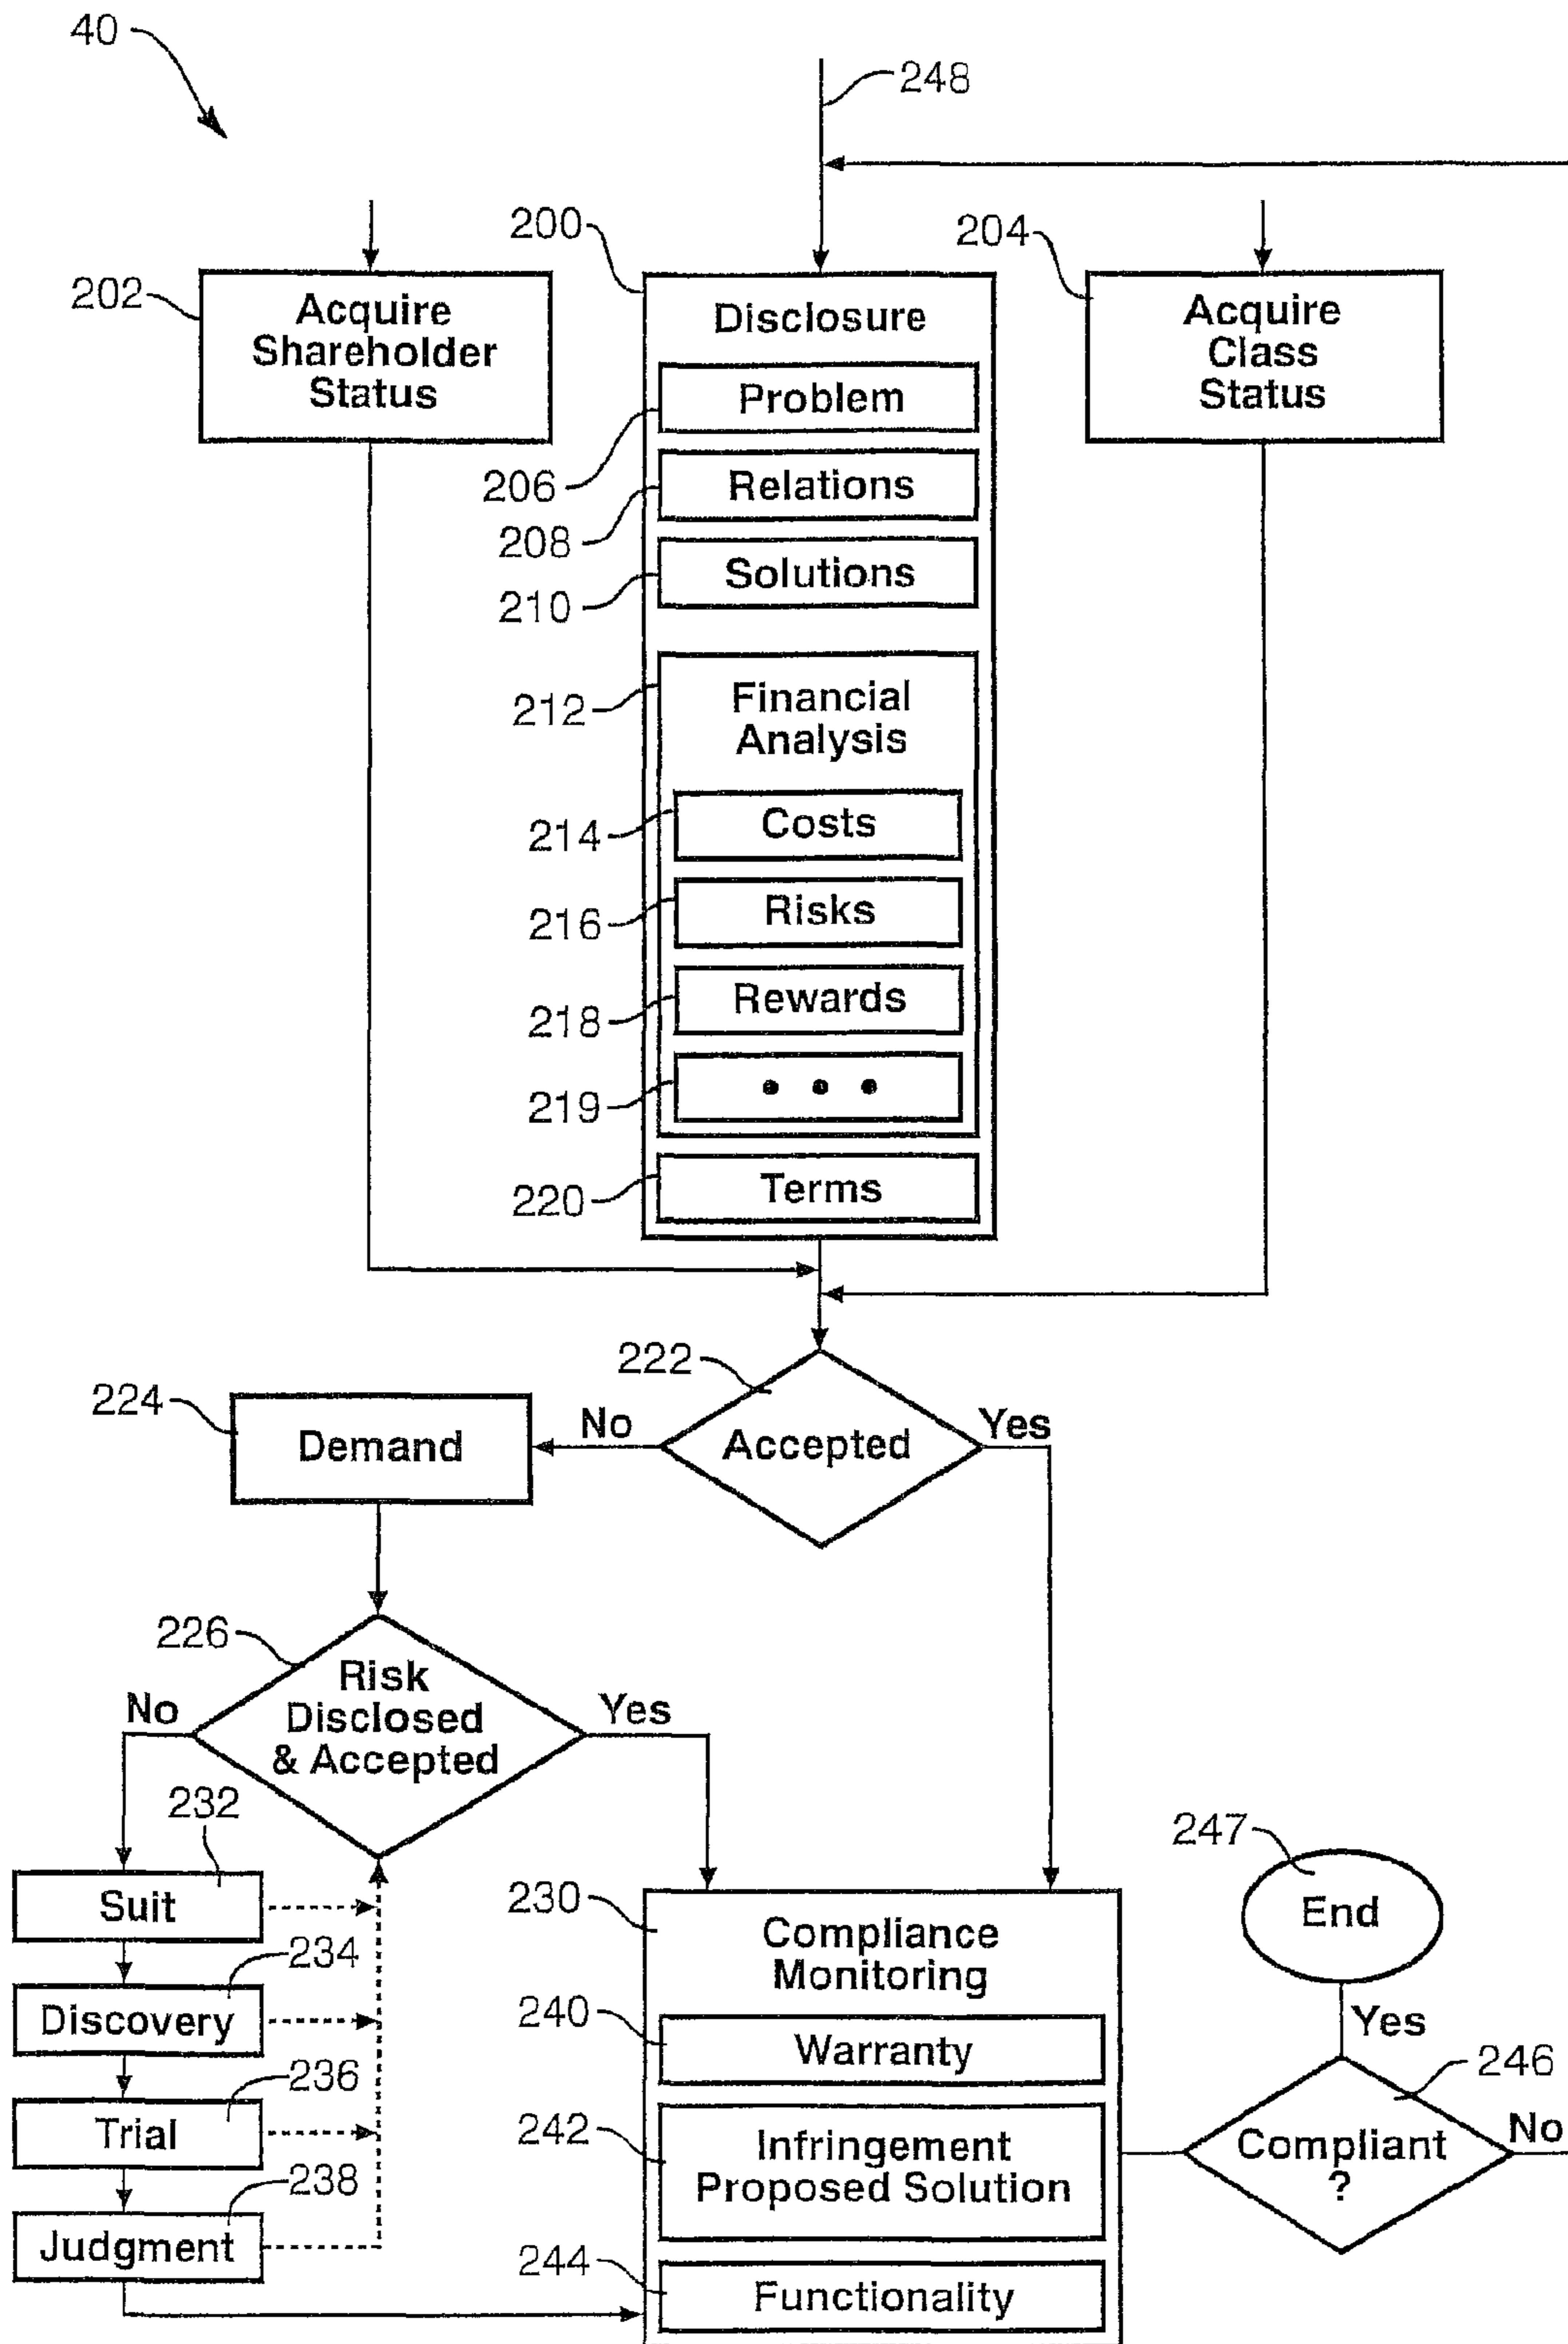 40
248
200
204
202
Acquire
Shareholder
Status
Disclosure
Acquire
Class
Status
Problem
206
Relations
208
Solutions
210
212
Financial
Analysis
214
Costs
216
Risks
218
Rewards
219
• • •
220
Terms
222
224
Demand
No
Accepted
Yes
226
Risk
Disclosed
& Accepted
No
Yes
232
247
End
Suit
230
Compliance
Monitoring
234
Discovery
240
Warranty
Yes
246
236
Trial
242
Infringement
Proposed Solution
Compliant
?
No
238
Judgment
244
Functionality